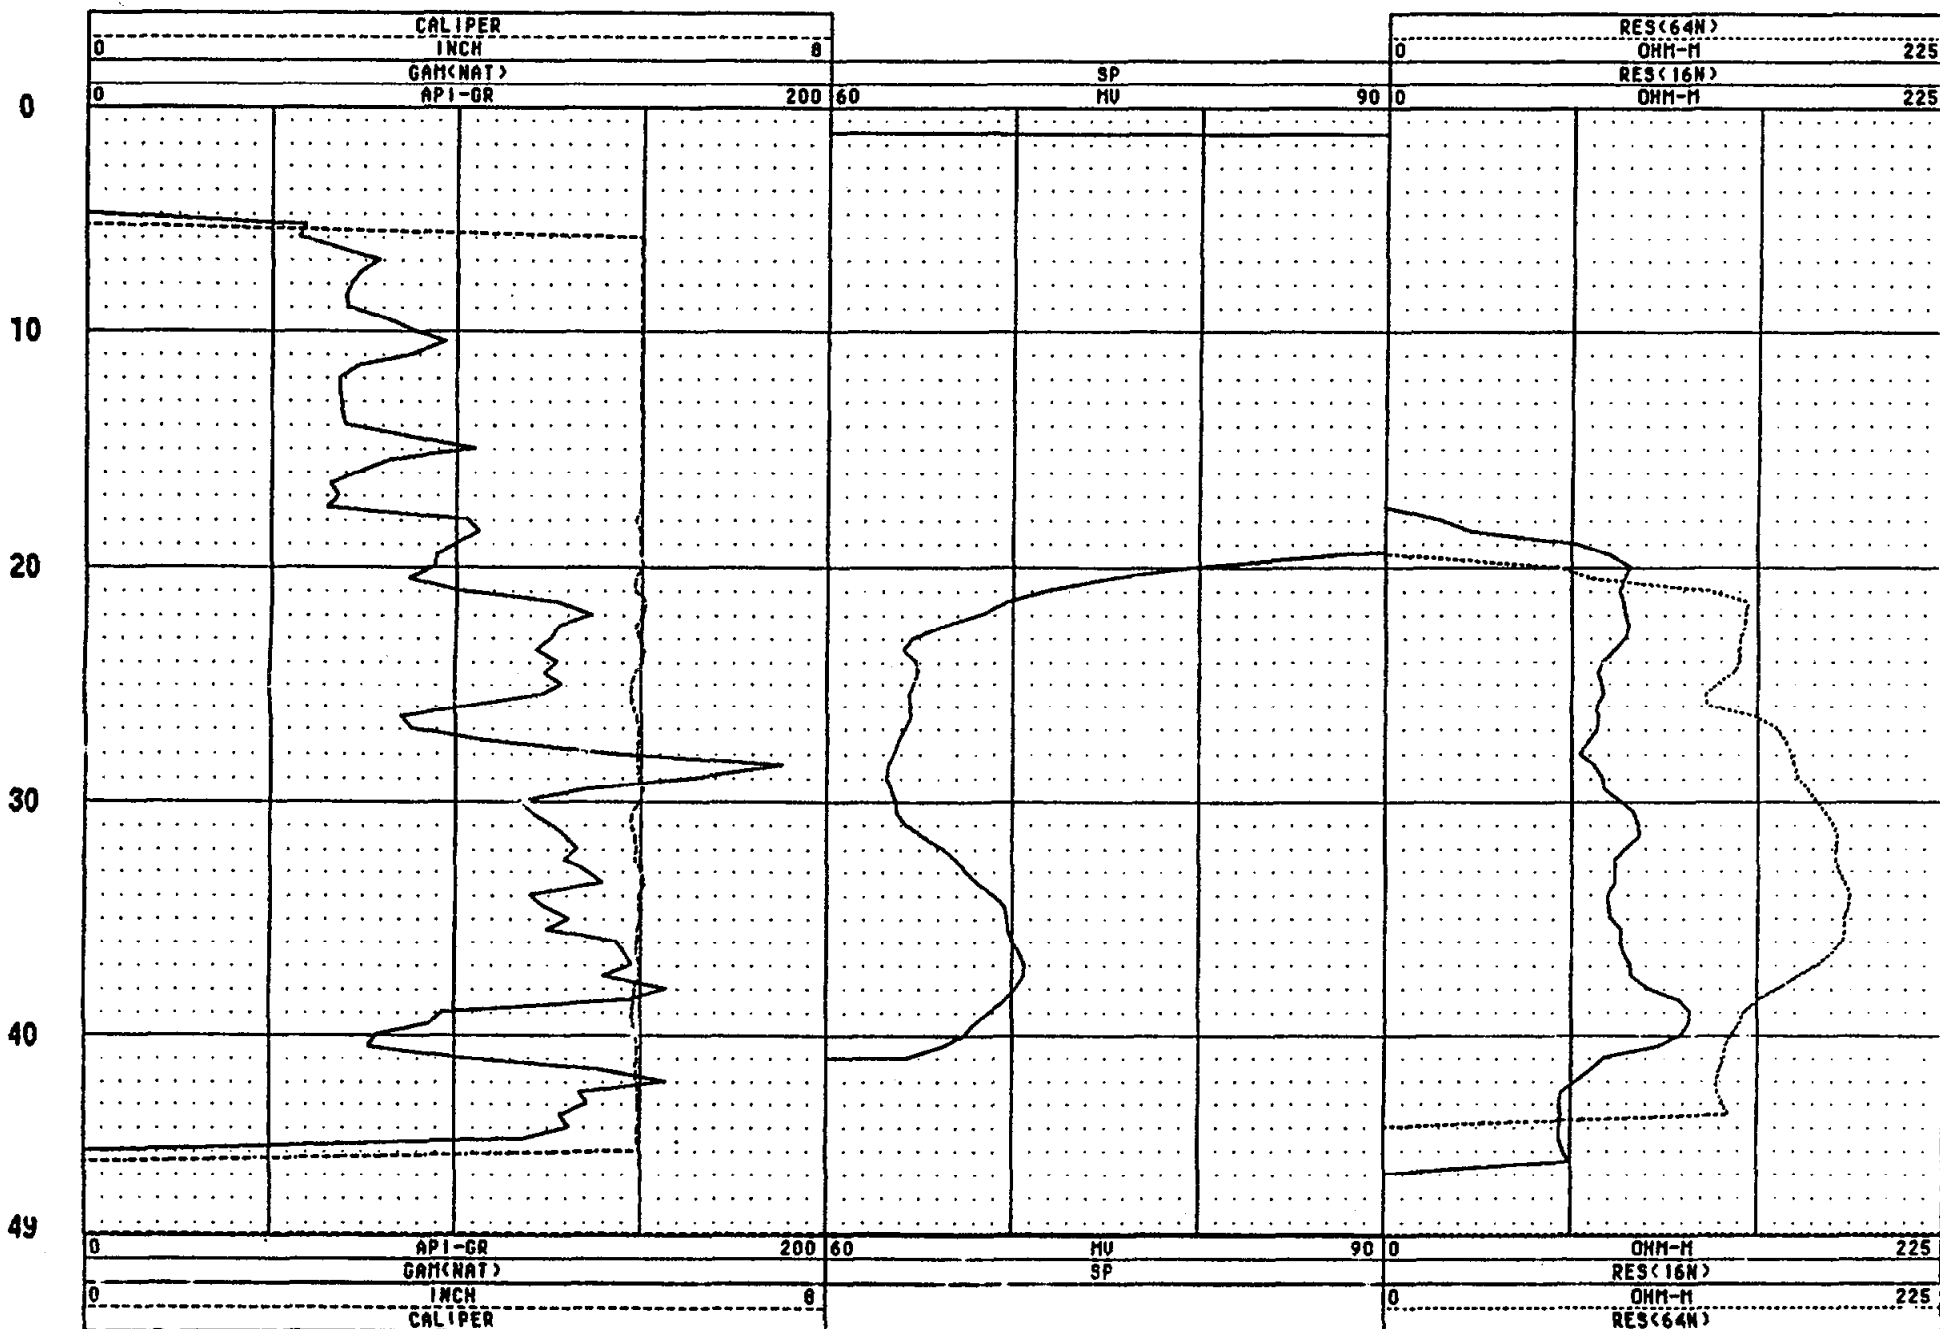 CALIPER RES(64N)
0 INCH 8 0 OHM-M 225
GAM(NAT) SP RES(16N)
0 API-GR 200 60 MV 90 0 OHM-M 225
0
10
20
30
40
49
0 API-GR 200 60 MV 90 0 OHM-M 225
GAM(NAT) SP RES(16N)
0 INCH 8 0 OHM-M 225
CALIPER RES(64N)